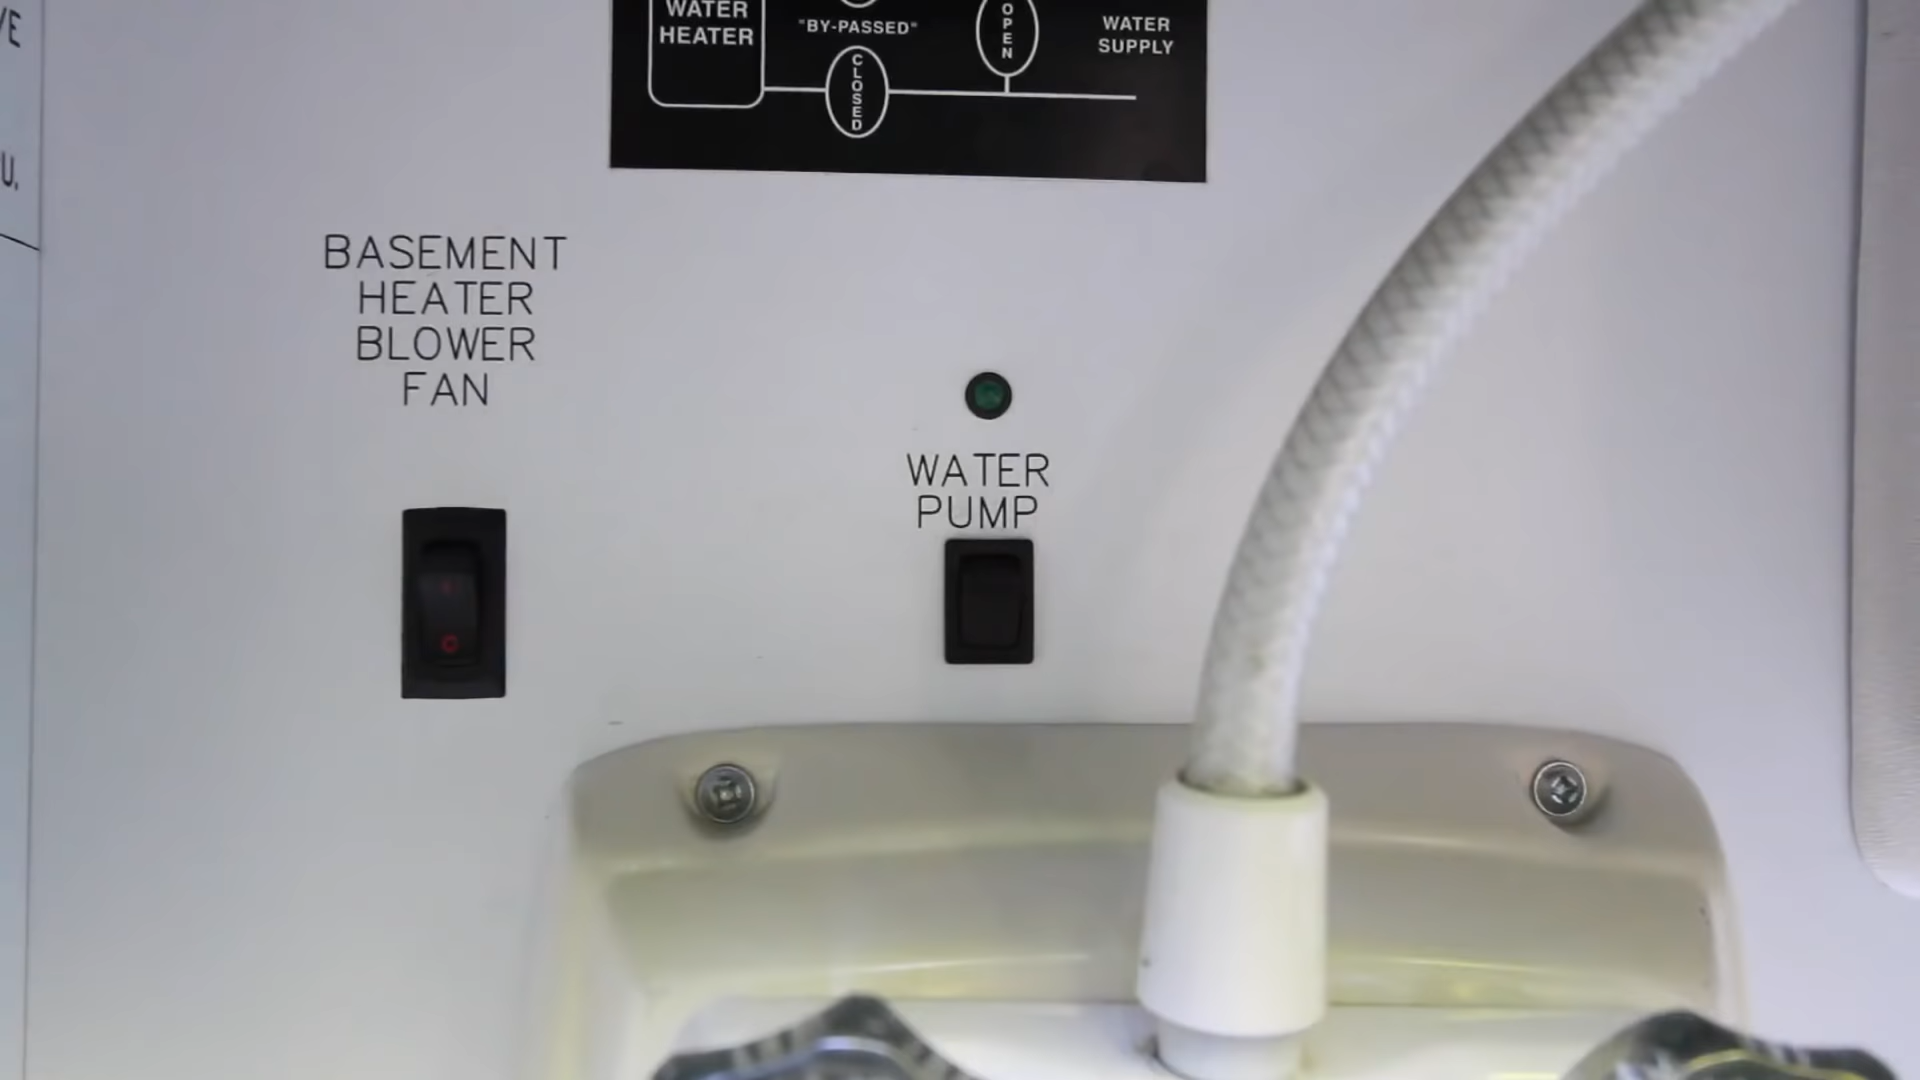 WATER
HEATER
"BY-PASSED"
OPEN
WATER
SUPPLY
CLOSED
U.
BASEMENT
HEATER
BLOWER
FAN
WATER
PUMP